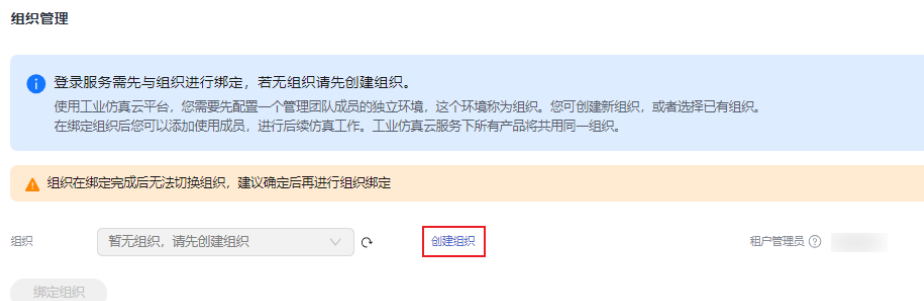 组织管理
登录服务需先与组织进行绑定，若无组织请先创建组织。
使用工业仿真云平台，您需要先配置一个管理团队成员的独立环境，这个环境称为组织。您可创建新组织，或者选择已有组织。
在绑定组织后您可以添加使用成员，进行后续仿真工作。工业仿真云服务下所有产品将共用同一组织。
组织在绑定完成后无法切换组织，建议确定后再进行组织绑定
组织 暂无组织，请先创建组织 创建组织 租户管理员
绑定组织